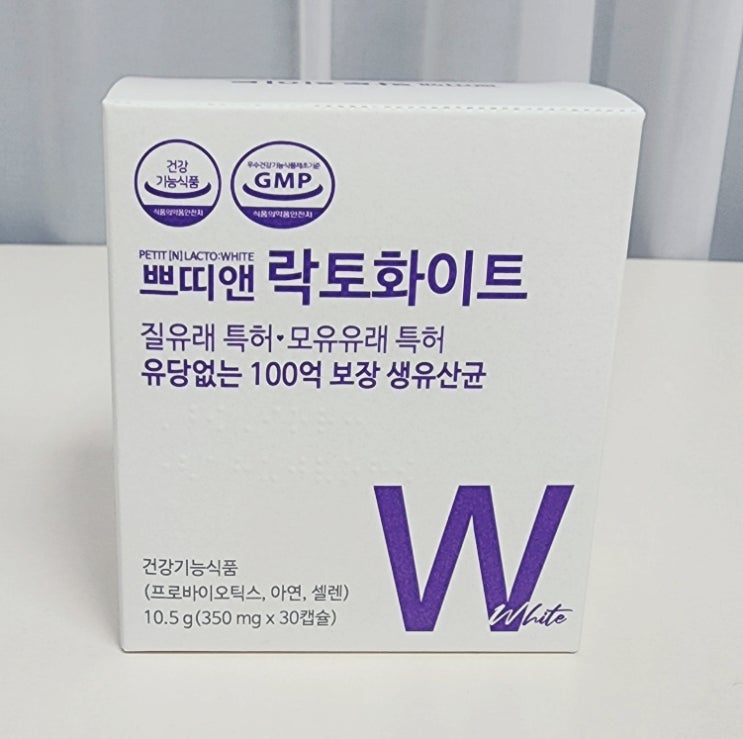 건강
기능식품
식품의약품안전처
우수건강기능식품제조기준
GMP
식품의약품안전처
PETIT [N] LACTO:WHITE
쁘띠앤 락토화이트
질유래 특허♥모유유래 특허
유당없는 100억 보장 생유산균
건강기능식품
(프로바이오틱스, 아연, 셀렌)
10.5 g(350 mg x 30캡슐)
W
White